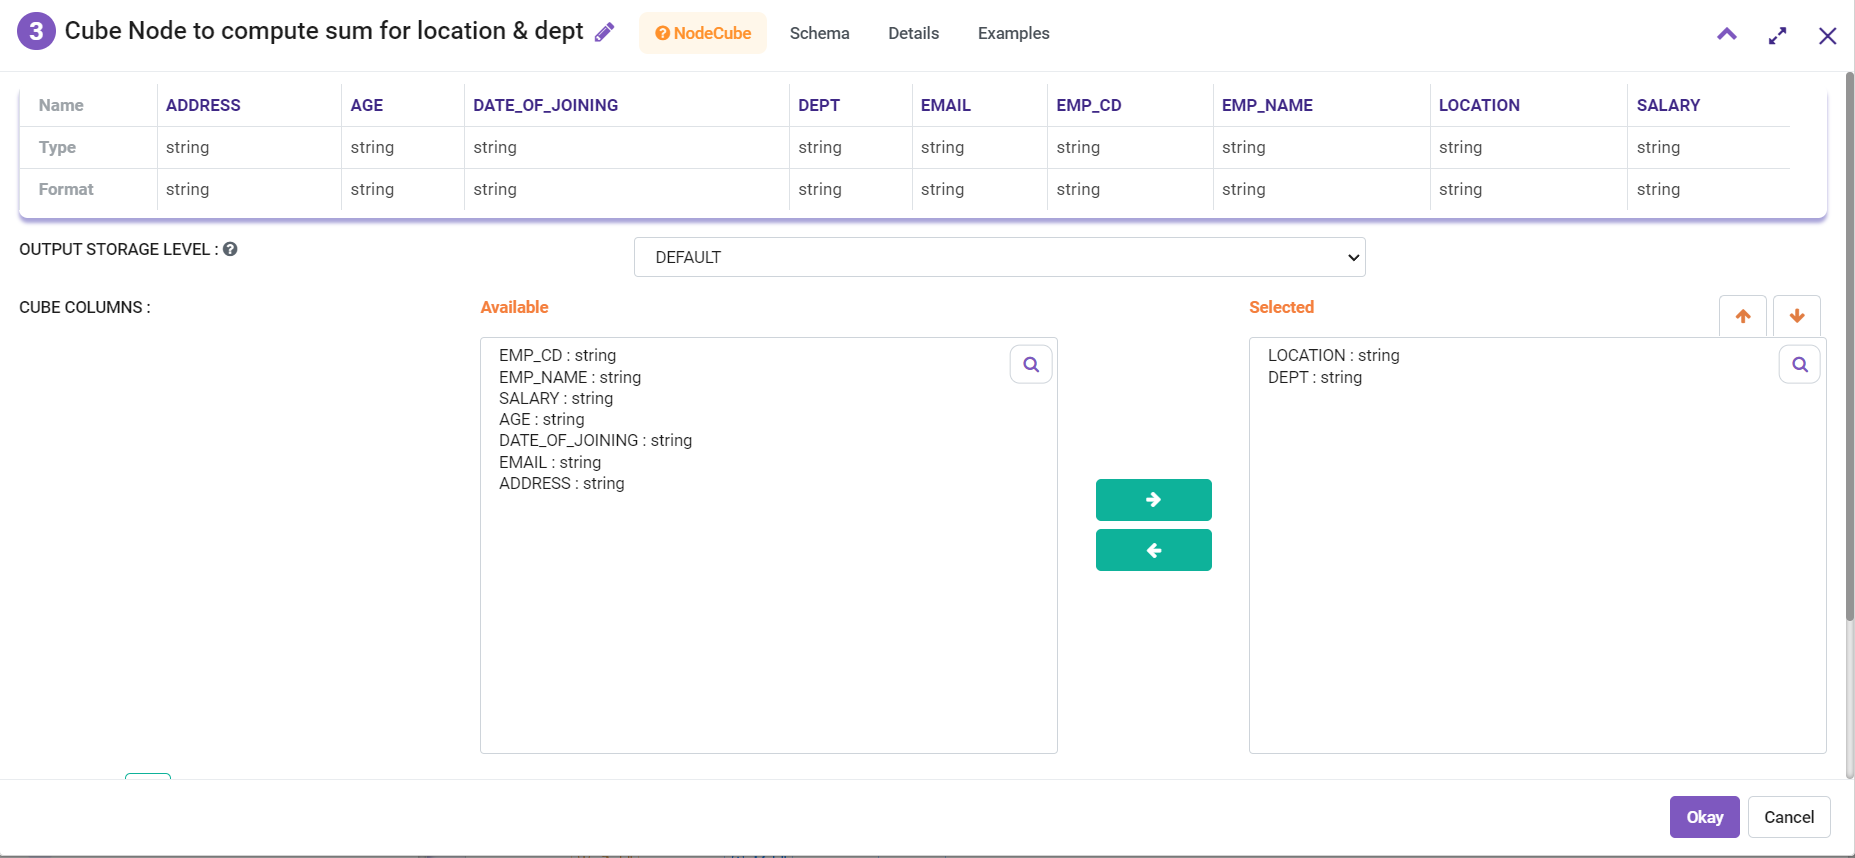 3 Cube Node to compute sum for location & dept NodeCube Schema Details Examples
Name ADDRESS AGE DATE_OF_JOINING DEPT EMAIL EMP_CD EMP_NAME LOCATION SALARY
Type string string string string string string string string string
Format string string string string string string string string string
OUTPUT STORAGE LEVEL : DEFAULT
CUBE COLUMNS : Available Selected
EMP_CD : string
EMP_NAME : string
SALARY : string
AGE : string
DATE_OF_JOINING : string
EMAIL : string
ADDRESS : string
LOCATION : string
DEPT : string
Okay Cancel